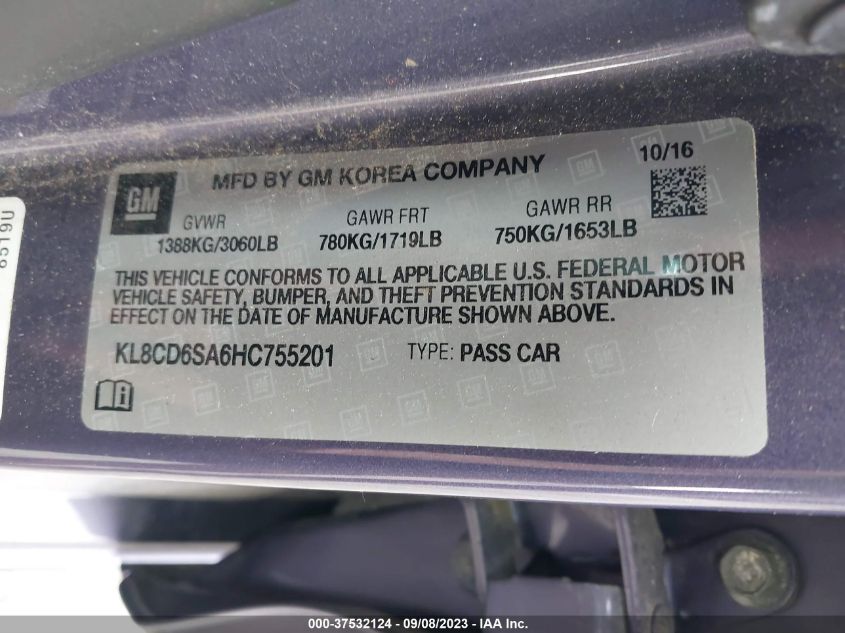 GM
MFD BY GM KOREA COMPANY
10/16
GVWR
1388KG/3060LB
GAWR FRT
780KG/1719LB
GAWR RR
750KG/1653LB
THIS VEHICLE CONFORMS TO ALL APPLICABLE U.S. FEDERAL MOTOR
VEHICLE SAFETY, BUMPER, AND THEFT PREVENTION STANDARDS IN
EFFECT ON THE DATE OF MANUFACTURE SHOWN ABOVE.
KL8CD6SA6HC755201
TYPE: PASS CAR
8519U
000-37532124 - 09/08/2023 - IAA Inc.